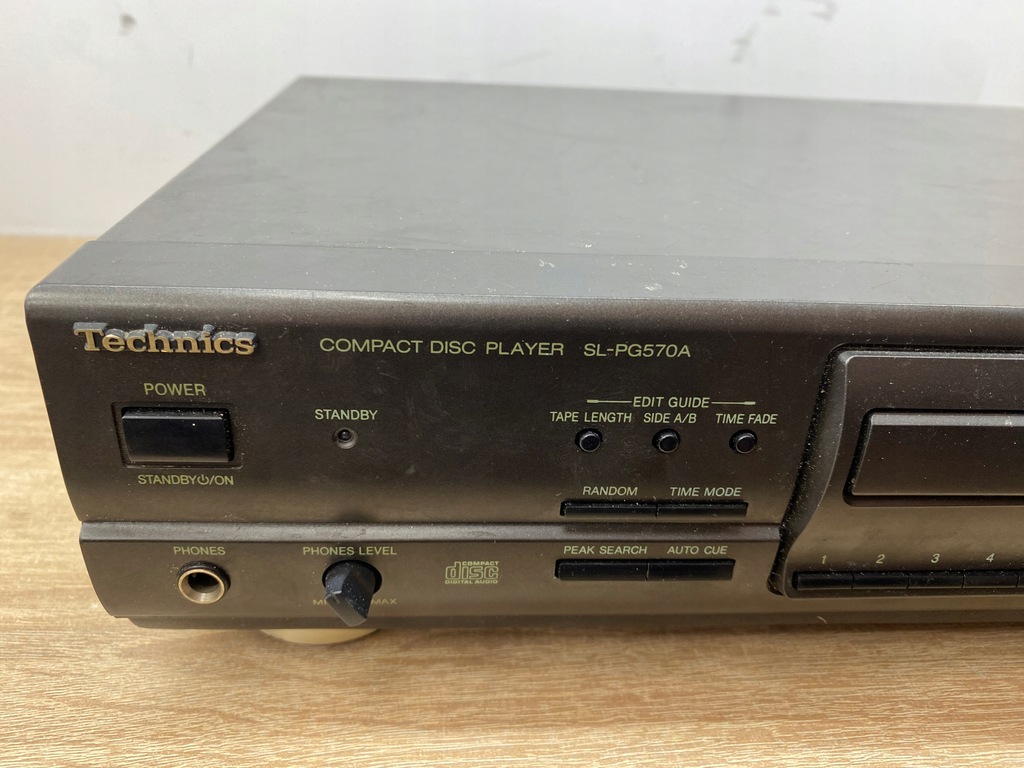 Technics
COMPACT DISC PLAYER SL-PG570A
POWER
STANDBY
STANDBY⏻/ON
EDIT GUIDE
TAPE LENGTH SIDE A/B TIME FADE
RANDOM TIME MODE
PHONES
PHONES LEVEL
MAX
COMPACT
disc
DIGITAL AUDIO
PEAK SEARCH AUTO CUE
1 2 3 4